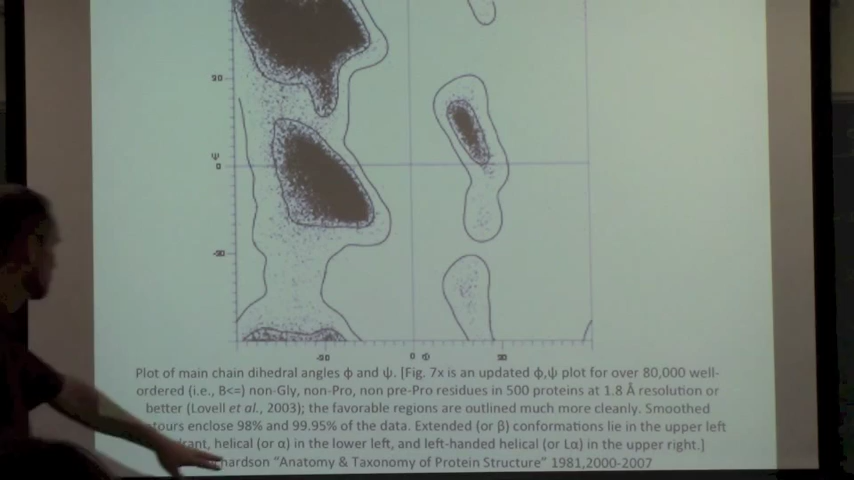 90
ψ
0
-90
-90
0
Φ
90
Plot of main chain dihedral angles ϕ and ψ. [Fig. 7x is an updated ϕ,ψ plot for over 80,000 well-
ordered (i.e., B<=) non-Gly, non-Pro, non pre-Pro residues in 500 proteins at 1.8 Å resolution or
better (Lovell et al., 2003); the favorable regions are outlined much more cleanly. Smoothed
tours enclose 98% and 99.95% of the data. Extended (or β) conformations lie in the upper left
rant, helical (or α) in the lower left, and left-handed helical (or Lα) in the upper right.]
hardson "Anatomy & Taxonomy of Protein Structure" 1981,2000-2007